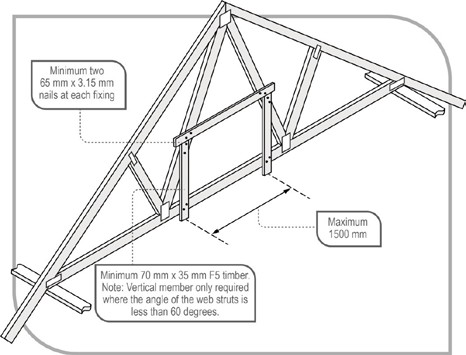 Minimum two
65 mm x 3.15 mm
nails at each fixing
Maximum
1500 mm
Minimum 70 mm x 35 mm F5 timber.
Note: Vertical member only required
where the angle of the web struts is
less than 60 degrees.